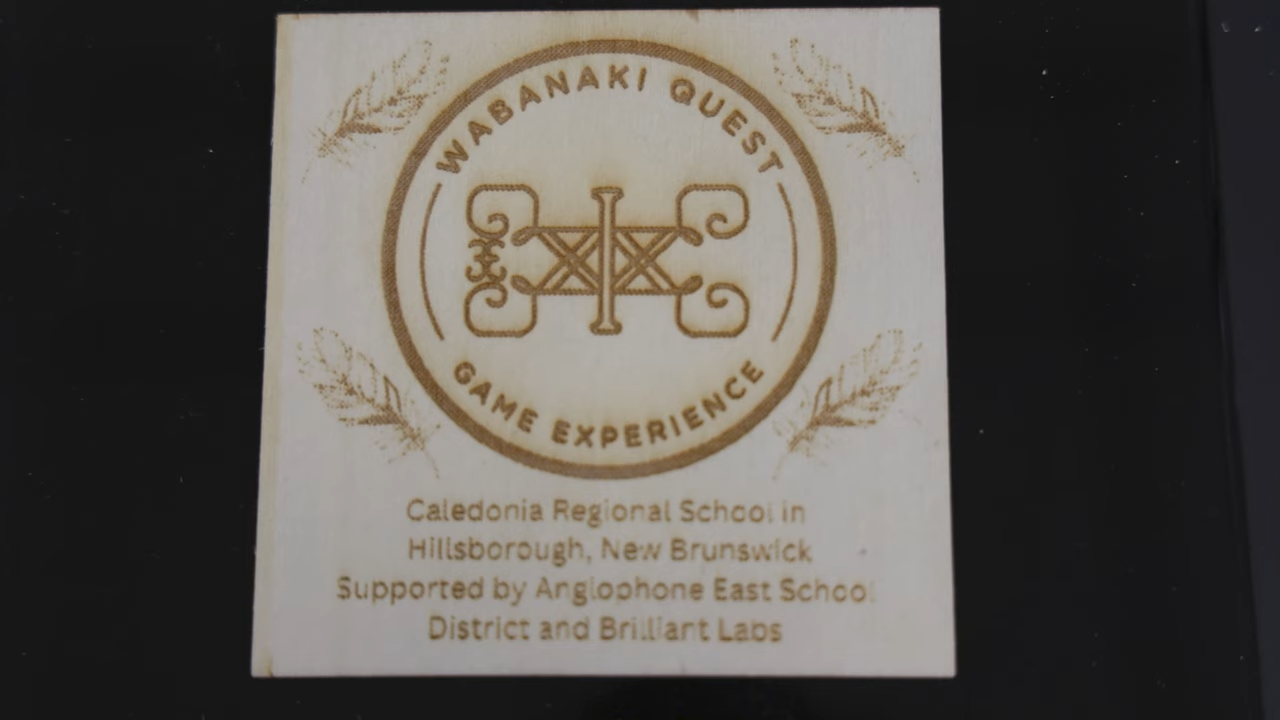 WABANAKI QUEST
GAME EXPERIENCE
Caledonia Regional School in
Hillsborough, New Brunswick
Supported by Anglophone East School
District and Brilliant Labs